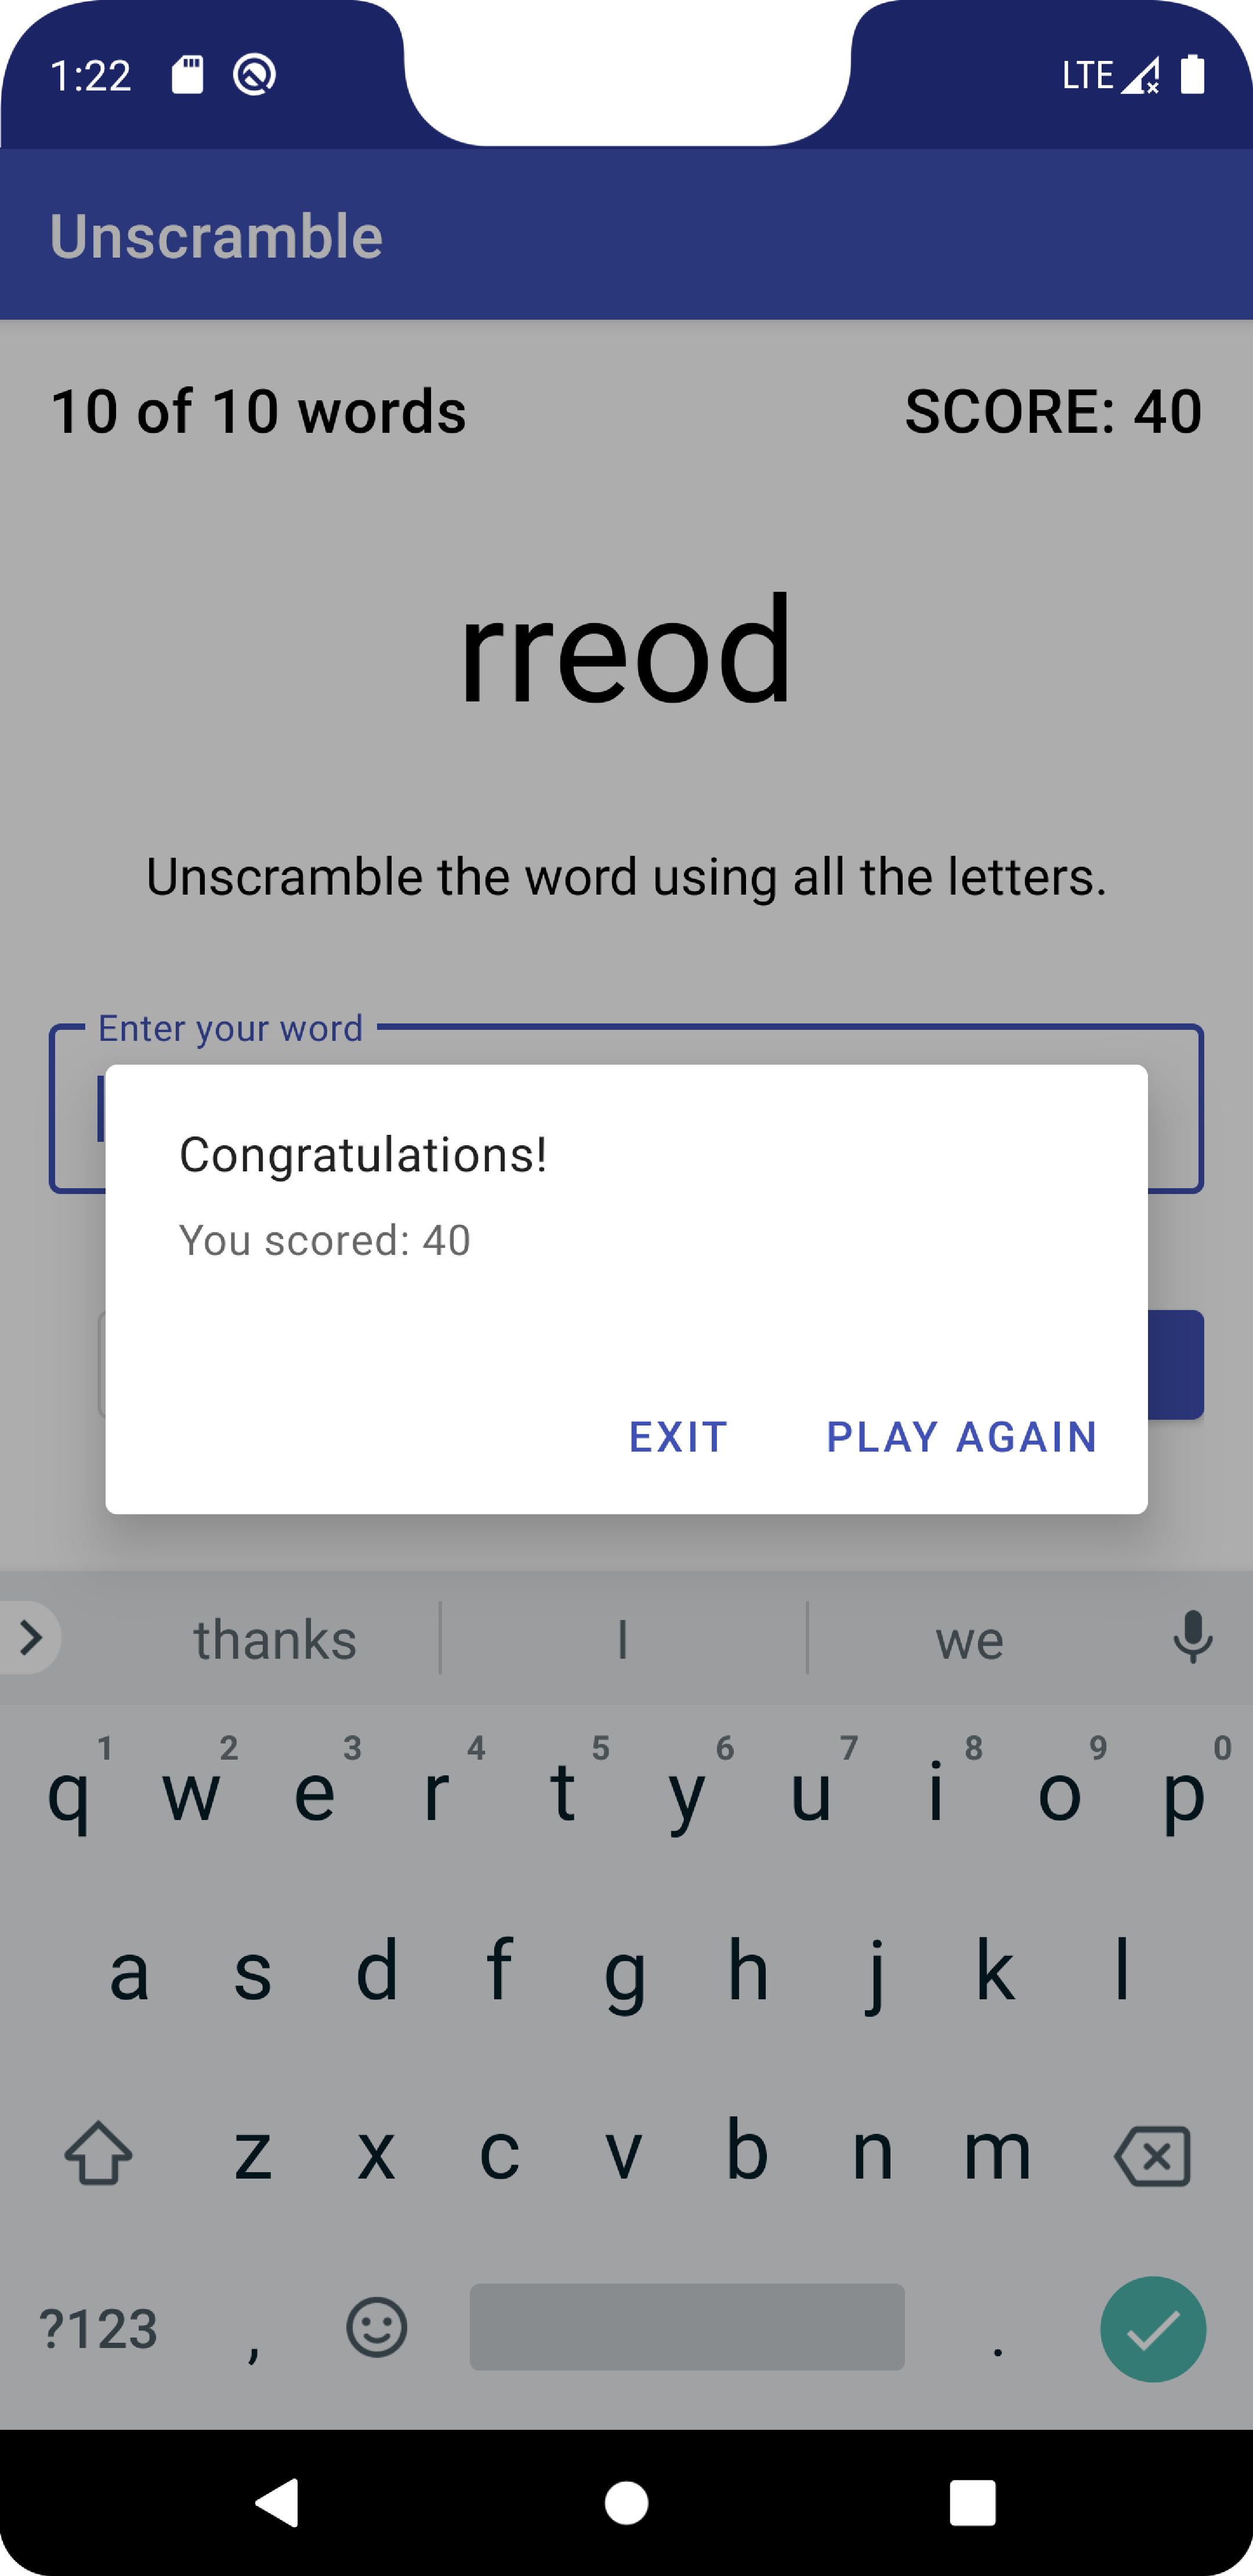 1:22 LTE
Unscramble
10 of 10 words SCORE: 40
rreod
Unscramble the word using all the letters.
Enter your word
Congratulations!
You scored: 40
EXIT PLAY AGAIN
thanks I we
1 2 3 4 5 6 7 8 9 0
q w e r t y u i o p
a s d f g h j k l
z x c v b n m
?123 , .